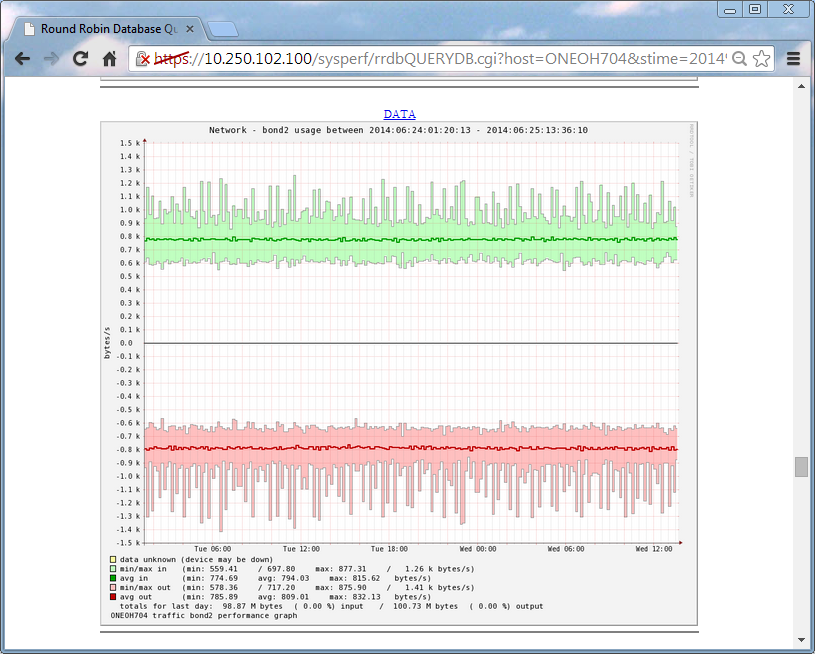 Round Robin Database Qu
https://10.250.102.100/sysperf/rrdbQUERYDB.cgi?host=ONEOH704&stime=2014
DATA
Network - bond2 usage between 2014:06:24:01:20:13 - 2014:06:25:13:36:10
RRDTOOL / TOBI OETIKER
bytes/s
1.5 k
1.4 k
1.3 k
1.2 k
1.1 k
1.0 k
0.9 k
0.8 k
0.7 k
0.6 k
0.5 k
0.4 k
0.3 k
0.2 k
0.1 k
0.0
-0.1 k
-0.2 k
-0.3 k
-0.4 k
-0.5 k
-0.6 k
-0.7 k
-0.8 k
-0.9 k
-1.0 k
-1.1 k
-1.2 k
-1.3 k
-1.4 k
-1.5 k
Tue 06:00 Tue 12:00 Tue 18:00 Wed 00:00 Wed 06:00 Wed 12:00
data unknown (device may be down)
min/max in (min: 559.41 / 697.80 max: 877.31 / 1.26 k bytes/s)
avg in (min: 774.69 avg: 794.03 max: 815.62 bytes/s)
min/max out (min: 578.36 / 717.20 max: 875.90 / 1.41 k bytes/s)
avg out (min: 785.89 avg: 809.01 max: 832.13 bytes/s)
totals for last day: 98.87 M bytes ( 0.00 %) input / 100.73 M bytes ( 0.00 %) output
ONEOH704 traffic bond2 performance graph